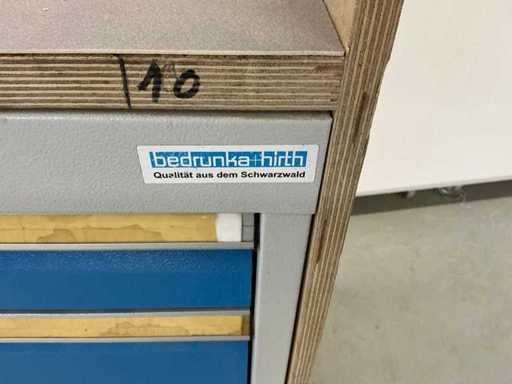 10
bedrunka+hirth
Qualität aus dem Schwarzwald